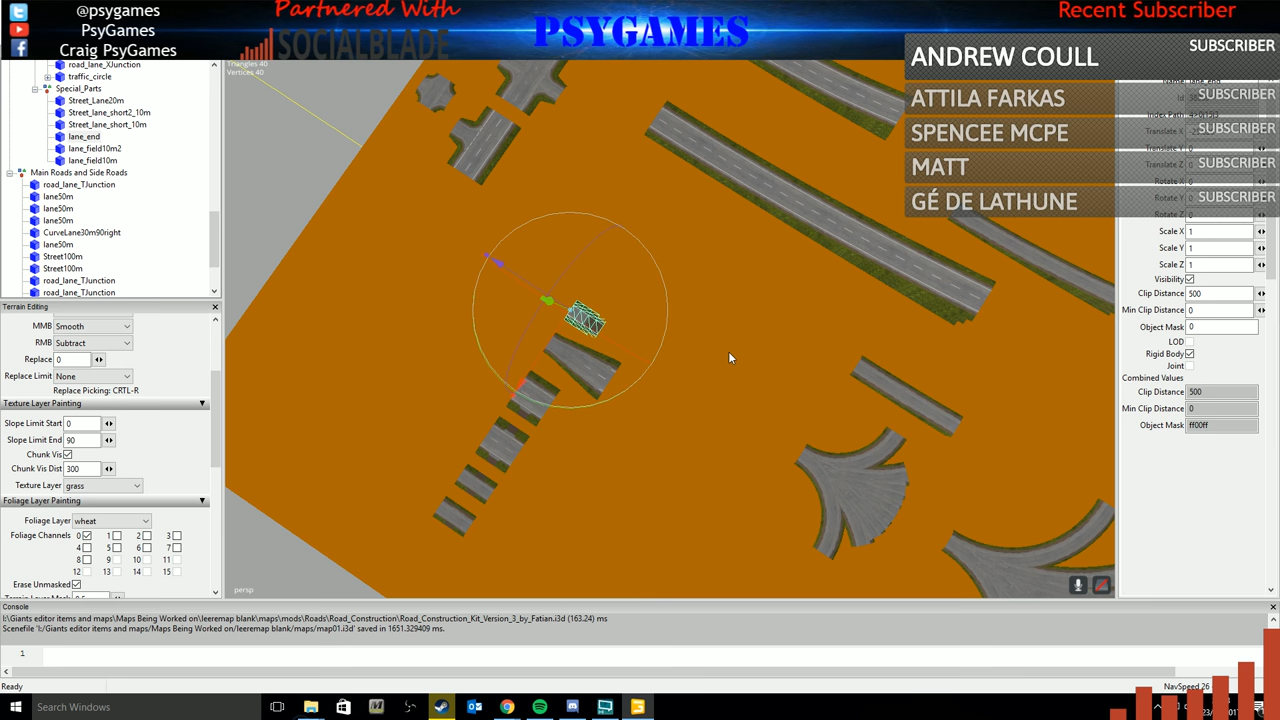 @psygames
PsyGames
Craig PsyGames
Partnered With
SOCIALBLADE
PSYGAMES
Recent Subscriber
ANDREW COULL
SUBSCRIBER
ATTILA FARKAS
SUBSCRIBER
SPENCEE MCPE
SUBSCRIBER
MATT
SUBSCRIBER
GÉ DE LATHUNE
SUBSCRIBER
Triangles 40
Vertices 40
road_lane_XJunction
traffic_circle
Special_Parts
Street_Lane20m
Street_lane_short2_10m
Street_lane_short_10m
lane_end
lane_field10m2
lane_field10m
Main Roads and Side Roads
road_lane_TJunction
lane50m
lane50m
lane50m
CurveLane30m90right
lane50m
Street100m
Street100m
road_lane_TJunction
road_lane_TJunction
Terrain Editing
MMB Smooth
RMB Subtract
Replace 0
Replace Limit None
Replace Picking: CRTL-R
Texture Layer Painting
Slope Limit Start 0
Slope Limit End 90
Chunk Vis
Chunk Vis Dist 300
Texture Layer grass
Foliage Layer Painting
Foliage Layer wheat
Foliage Channels 0 1 2 3
4 5 6 7
8 9 10 11
12 13 14 15
Erase Unmasked
persp
Translate X
Translate Y
Translate Z
Rotate X
Rotate Y
Rotate Z
Scale X 1
Scale Y 1
Scale Z 1
Visibility
Clip Distance 500
Min Clip Distance 0
Object Mask 0
LOD
Rigid Body
Joint
Combined Values
Clip Distance 500
Min Clip Distance 0
Object Mask ff00ff
Console
I:\Giants editor items and maps\Maps Being Worked on\leeremap blank\maps\mods\Roads\Road_Construction\Road_Construction_Kit_Version_3_by_Fatian.i3d (163.24) ms
Scenefile 'I:/Giants editor items and maps/Maps Being Worked on/leeremap blank/maps/map01.i3d' saved in 1651.329409 ms.
1
Ready
NavSpeed 26
Search Windows